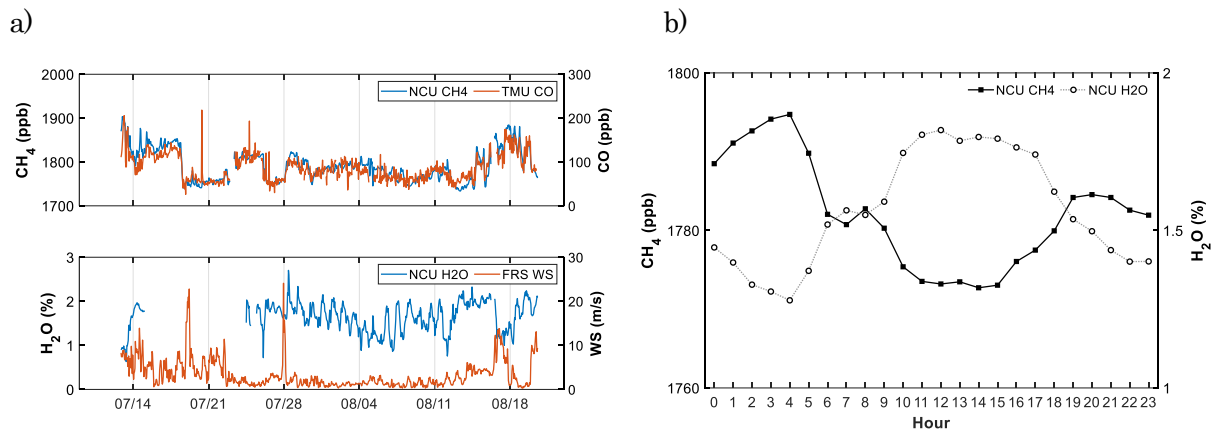 a)
2000
1900
1800
1700
CH4 (ppb)
NCU CH4 TMU CO
300
200
100
0
CO (ppb)
3
2
1
0
H2O (%)
NCU H2O FRS WS
30
20
10
0
WS (m/s)
07/14 07/21 07/28 08/04 08/11 08/18
b)
1800
1780
1760
CH4 (ppb)
NCU CH4 NCU H2O
2
1.5
1
H2O (%)
0 1 2 3 4 5 6 7 8 9 10 11 12 13 14 15 16 17 18 19 20 21 22 23
Hour